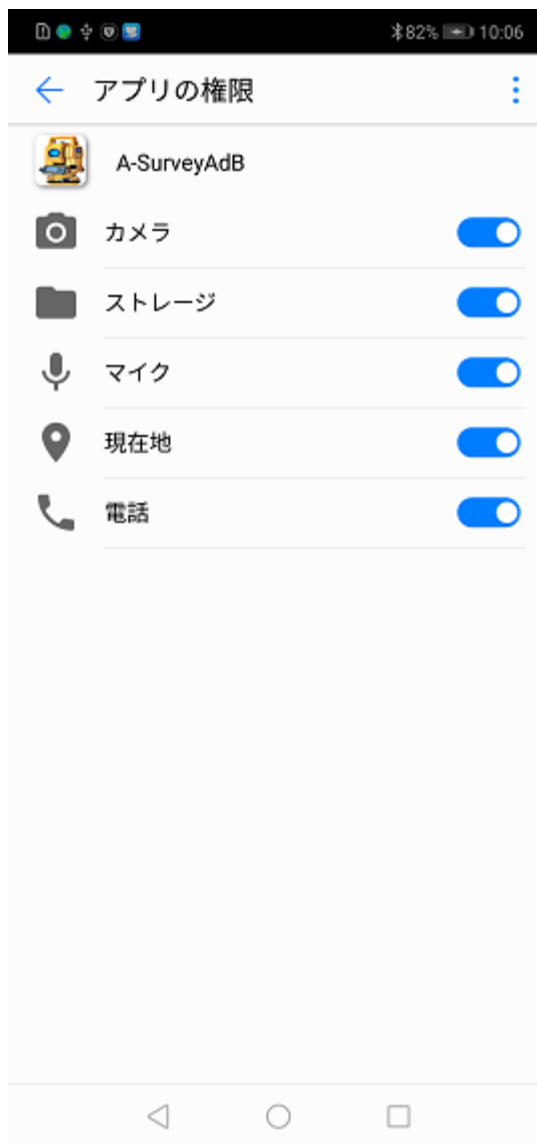 82% 10:06
アプリの権限
A-SurveyAdB
カメラ
ストレージ
マイク
現在地
電話